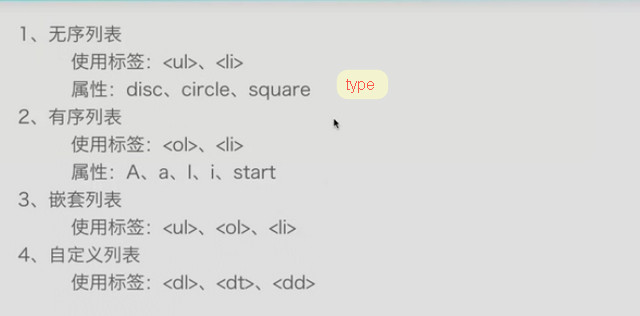 1、无序列表
使用标签：<ul>、<li>
属性：disc、circle、square
type
2、有序列表
使用标签：<ol>、<li>
属性：A、a、I、i、start
3、嵌套列表
使用标签：<ul>、<ol>、<li>
4、自定义列表
使用标签：<dl>、<dt>、<dd>